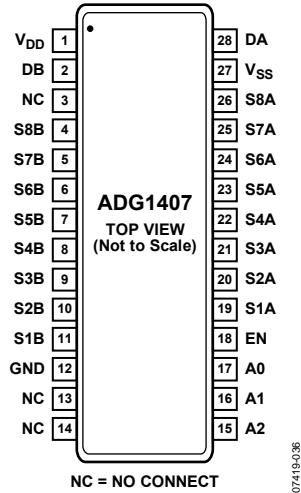 VDD 1 28 DA
DB 2 27 VSS
NC 3 26 S8A
S8B 4 25 S7A
S7B 5 24 S6A
S6B 6 23 S5A
S5B 7 22 S4A
S4B 8 21 S3A
S3B 9 20 S2A
S2B 10 19 S1A
S1B 11 18 EN
GND 12 17 A0
NC 13 16 A1
NC 14 15 A2
ADG1407
TOP VIEW
(Not to Scale)
NC = NO CONNECT
07419-036